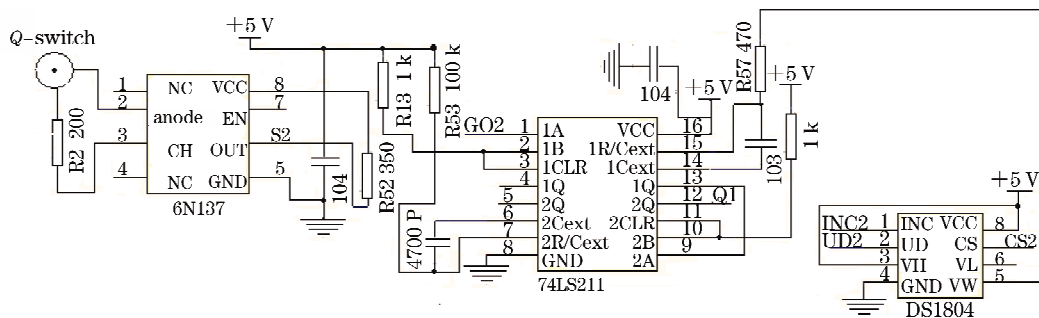 Q-switch
+5 V
1 NC VCC 8
2 anode EN 7
3 CH OUT S2
4 NC GND 5
6N137
R2 200
104
R52 350
R13 1 k
R53 100 k
4700 P
GO2 1 1A VCC 16
2 1B 1R/Cext 15
3 1CLR 1Cext 14
4 1Q 1Q 13
5 2Q 2Q 12 Q1
6 2Cext 2CLR 11
7 2R/Cext 2B 10
8 GND 2A 9
74LS211
104
+5 V
R57 470
+5 V
103
1 k
+5 V
INC2 1 INC VCC 8
UD2 2 UD CS CS2
3 VH VL 6
4 GND VW 5
DS1804